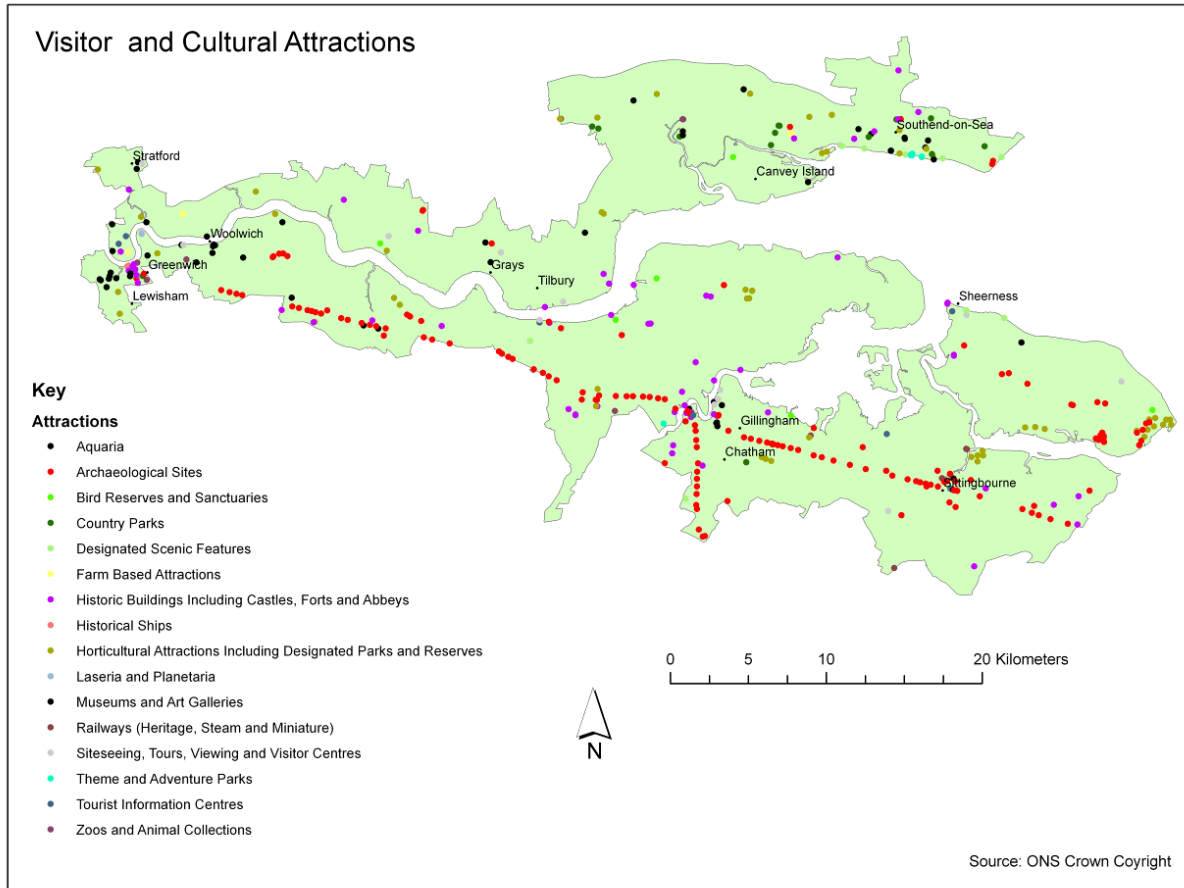 Visitor and Cultural Attractions
Stratford
Southend-on-Sea
Canvey Island
Woolwich
Greenwich
Grays
Tilbury
Lewisham
Sheerness
Gillingham
Chatham
Sittingbourne
Key
Attractions
Aquaria
Archaeological Sites
Bird Reserves and Sanctuaries
Country Parks
Designated Scenic Features
Farm Based Attractions
Historic Buildings Including Castles, Forts and Abbeys
Historical Ships
Horticultural Attractions Including Designated Parks and Reserves
Laseria and Planetaria
Museums and Art Galleries
Railways (Heritage, Steam and Miniature)
Siteseeing, Tours, Viewing and Visitor Centres
Theme and Adventure Parks
Tourist Information Centres
Zoos and Animal Collections
0 5 10 20 Kilometers
N
Source: ONS Crown Coyright